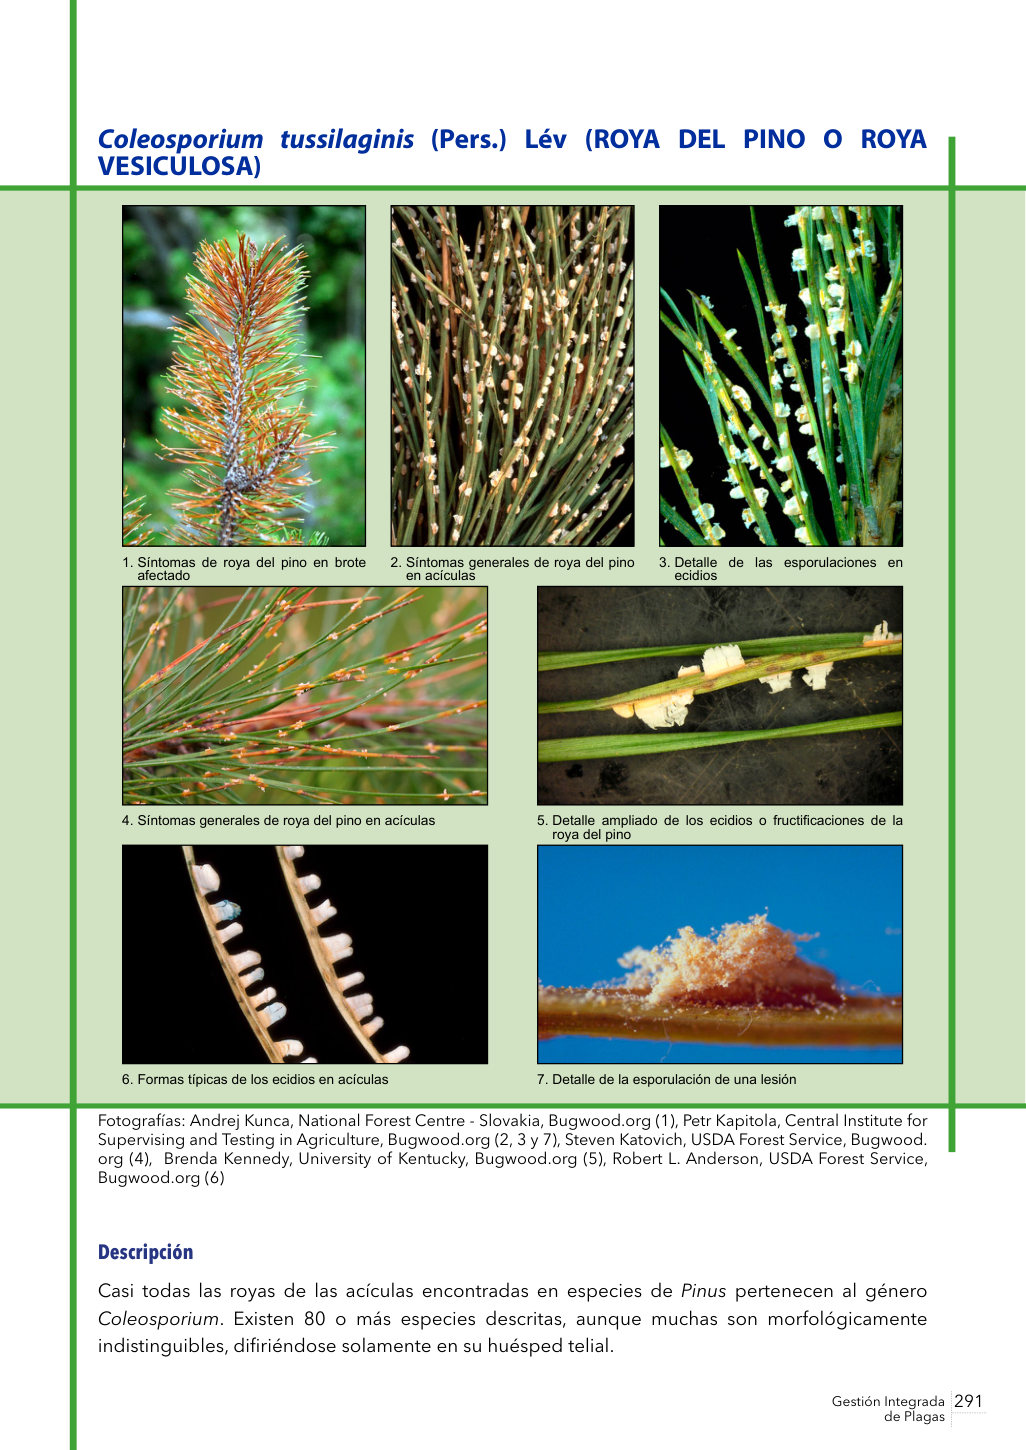 Coleosporium tussilaginis (Pers.) Lév (ROYA DEL PINO O ROYA
VESICULOSA)
1. Síntomas de roya del pino en brote
afectado
2. Síntomas generales de roya del pino
en acículas
3. Detalle de las esporulaciones en
ecidios
4. Síntomas generales de roya del pino en acículas
5. Detalle ampliado de los ecidios o fructificaciones de la
roya del pino
6. Formas típicas de los ecidios en acículas
7. Detalle de la esporulación de una lesión
Fotografías: Andrej Kunca, National Forest Centre - Slovakia, Bugwood.org (1), Petr Kapitola, Central Institute for
Supervising and Testing in Agriculture, Bugwood.org (2, 3 y 7), Steven Katovich, USDA Forest Service, Bugwood.
org (4), Brenda Kennedy, University of Kentucky, Bugwood.org (5), Robert L. Anderson, USDA Forest Service,
Bugwood.org (6)
Descripción
Casi todas las royas de las acículas encontradas en especies de Pinus pertenecen al género
Coleosporium. Existen 80 o más especies descritas, aunque muchas son morfológicamente
indistinguibles, difiriéndose solamente en su huésped telial.
Gestión Integrada
de Plagas
291